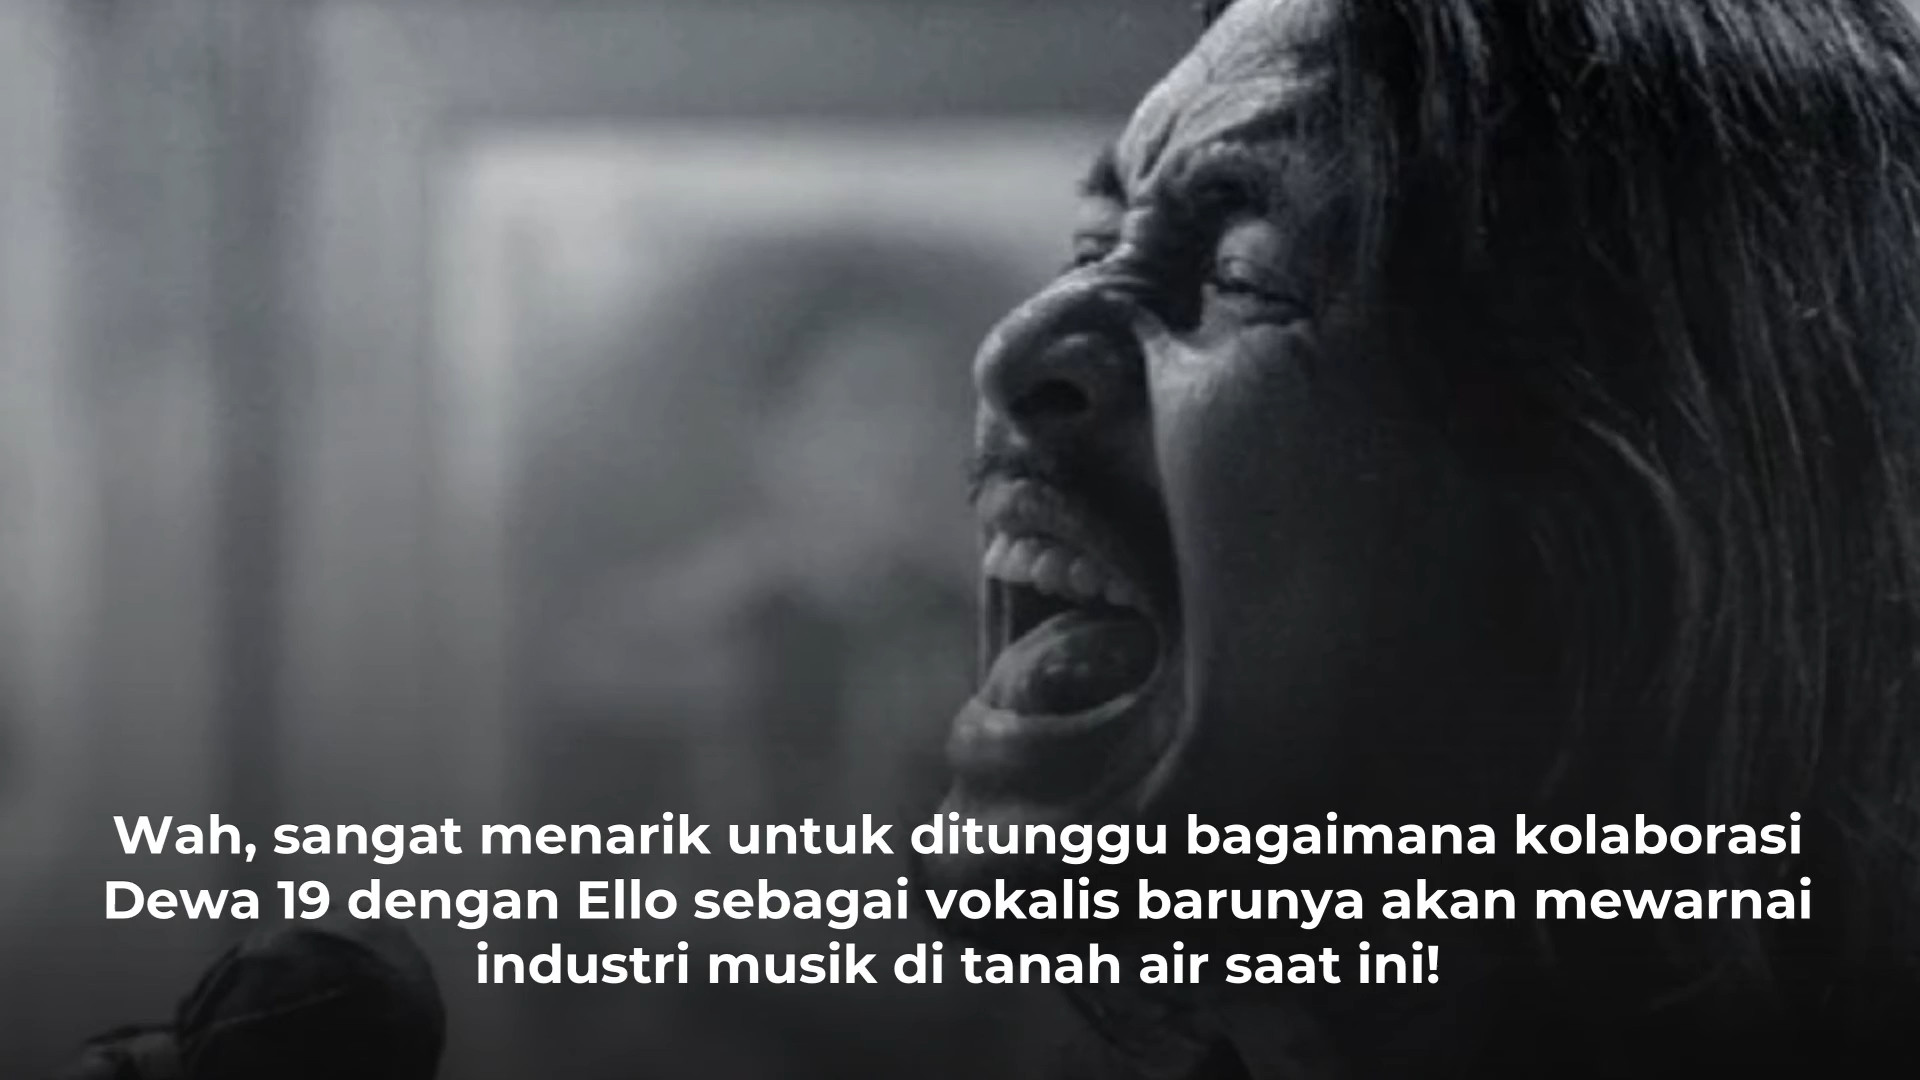 Wah, sangat menarik untuk ditunggu bagaimana kolaborasi
Dewa 19 dengan Ello sebagai vokalis barunya akan mewarnai
industri musik di tanah air saat ini!